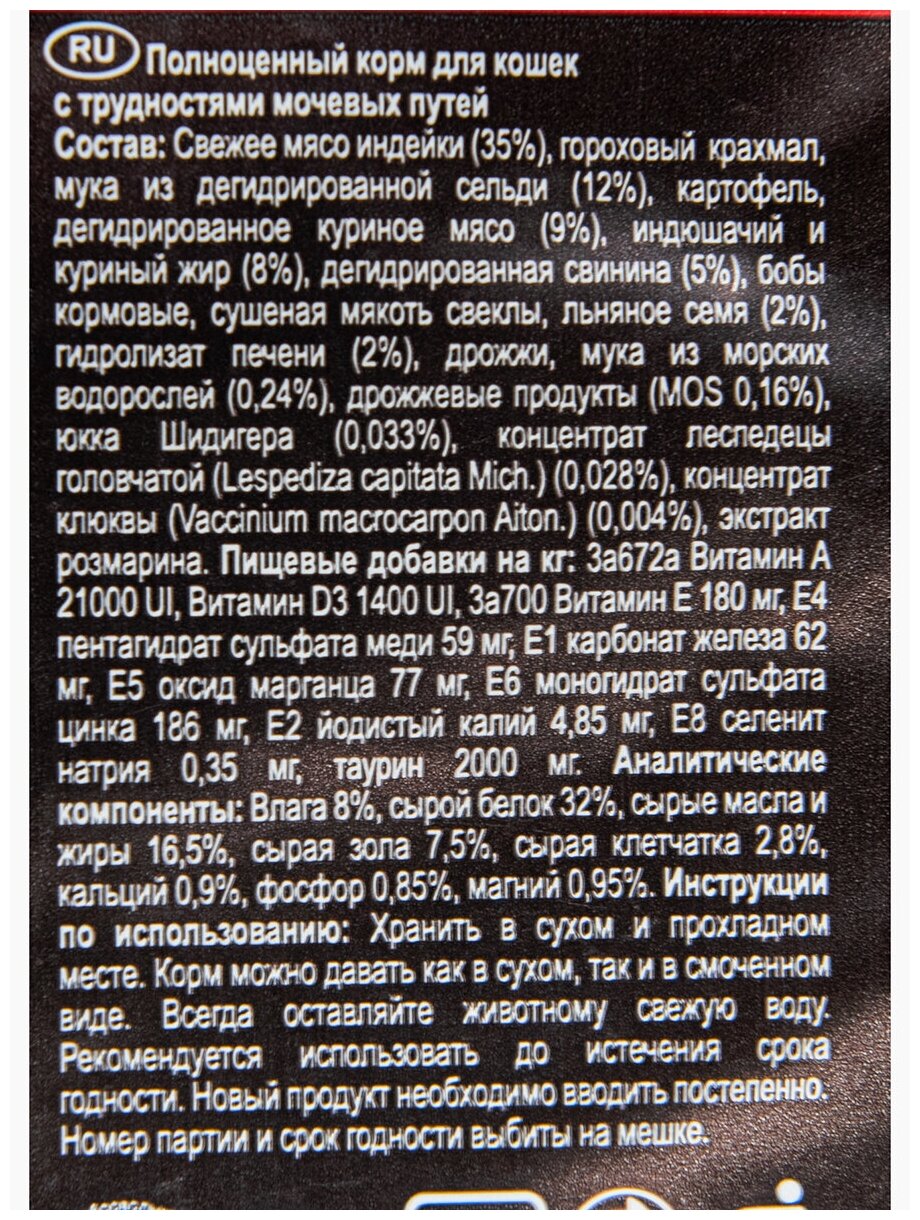 RU Полноценный корм для кошек
с трудностями мочевых путей
Состав: Свежее мясо индейки (35%), гороховый крахмал,
мука из дегидрированной сельди (12%), картофель,
дегидрированное куриное мясо (9%), индюшачий и
куриный жир (8%), дегидрированная свинина (5%), бобы
кормовые, сушеная мякоть свеклы, льняное семя (2%),
гидролизат печени (2%), дрожжи, мука из морских
водорослей (0,24%), дрожжевые продукты (MOS 0,16%),
юкка Шидигера (0,033%), концентрат леспедецы
головчатой (Lespediza capitata Mich.) (0,028%), концентрат
клюквы (Vaccinium macrocarpon Aiton.) (0,004%), экстракт
розмарина. Пищевые добавки на кг: 3а672а Витамин А
21000 UI, Витамин D3 1400 UI, 3а700 Витамин Е 180 мг, Е4
пентагидрат сульфата меди 59 мг, Е1 карбонат железа 62
мг, Е5 оксид марганца 77 мг, Е6 моногидрат сульфата
цинка 186 мг, Е2 йодистый калий 4,85 мг, Е8 селенит
натрия 0,35 мг, таурин 2000 мг. Аналитические
компоненты: Влага 8%, сырой белок 32%, сырые масла и
жиры 16,5%, сырая зола 7,5%, сырая клетчатка 2,8%,
кальций 0,9%, фосфор 0,85%, магний 0,95%. Инструкции
по использованию: Хранить в сухом и прохладном
месте. Корм можно давать как в сухом, так и в смоченном
виде. Всегда оставляйте животному свежую воду.
Рекомендуется использовать до истечения срока
годности. Новый продукт необходимо вводить постепенно.
Номер партии и срок годности выбиты на мешке.